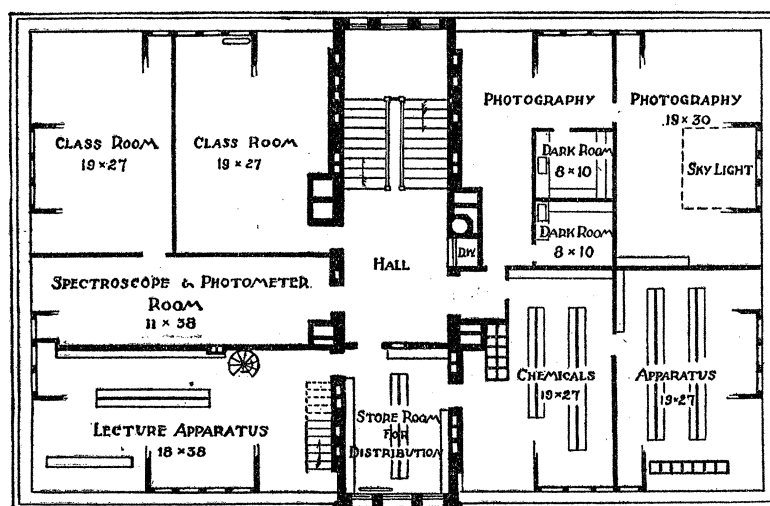 CLASS ROOM
19×27
CLASS ROOM
19×27
PHOTOGRAPHY
PHOTOGRAPHY
19×30
DARK ROOM
8×10
SKY LIGHT
DARK ROOM
8×10
D.W.
HALL
SPECTROSCOPE & PHOTOMETER
ROOM
11×38
LECTURE APPARATUS
18×38
STORE ROOM
FOR
DISTRIBUTION
CHEMICALS
19×27
APPARATUS
19×27